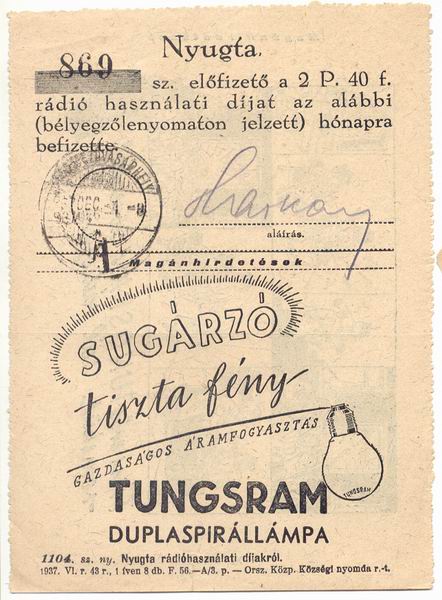 Nyugta.
869
sz. előfizető a 2 P. 40 f.
rádió használati díjat az alábbi
(bélyegzőlenyomaton jelzett) hónapra
befizette.
aláírás.
A
Magánhirdetések
SUGÁRZÓ
tiszta fény
GAZDASÁGOS ÁRAMFOGYASZTÁS
TUNGSRAM
TUNGSRAM
DUPLASPIRÁLLÁMPA
1104. sz. ny. Nyugta rádióhasználati díjakról.
1937. VI. r. 43 r., 1 íven 8 db. F. 56.—A/3. p. — Orsz. Közp. Községi nyomda r.-t.